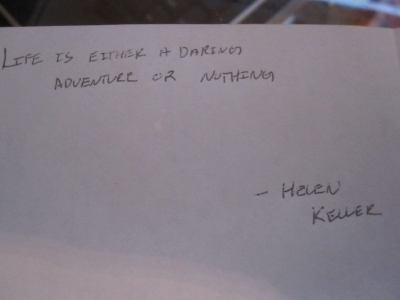 LIFE IS EITHER A DARING
ADVENTURE OR NOTHING
- HELEN
KELLER